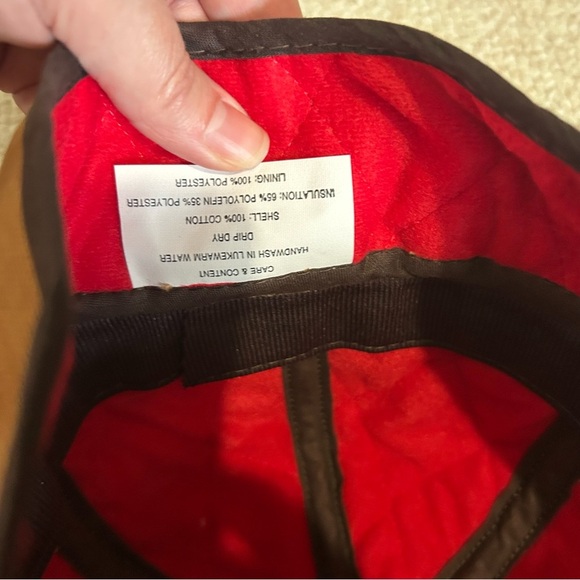 CARE & CONTENT
HANDWASH IN LUKEWARM WATER
DRIP DRY
SHELL: 100% COTTON
INSULATION: 65% POLYOLEFIN 35% POLYESTER
LINING: 100% POLYESTER